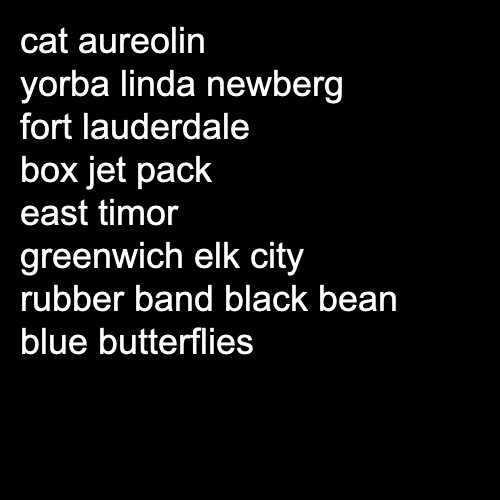 cat aureolin
yorba linda newberg
fort lauderdale
box jet pack
east timor
greenwich elk city
rubber band black bean
blue butterflies